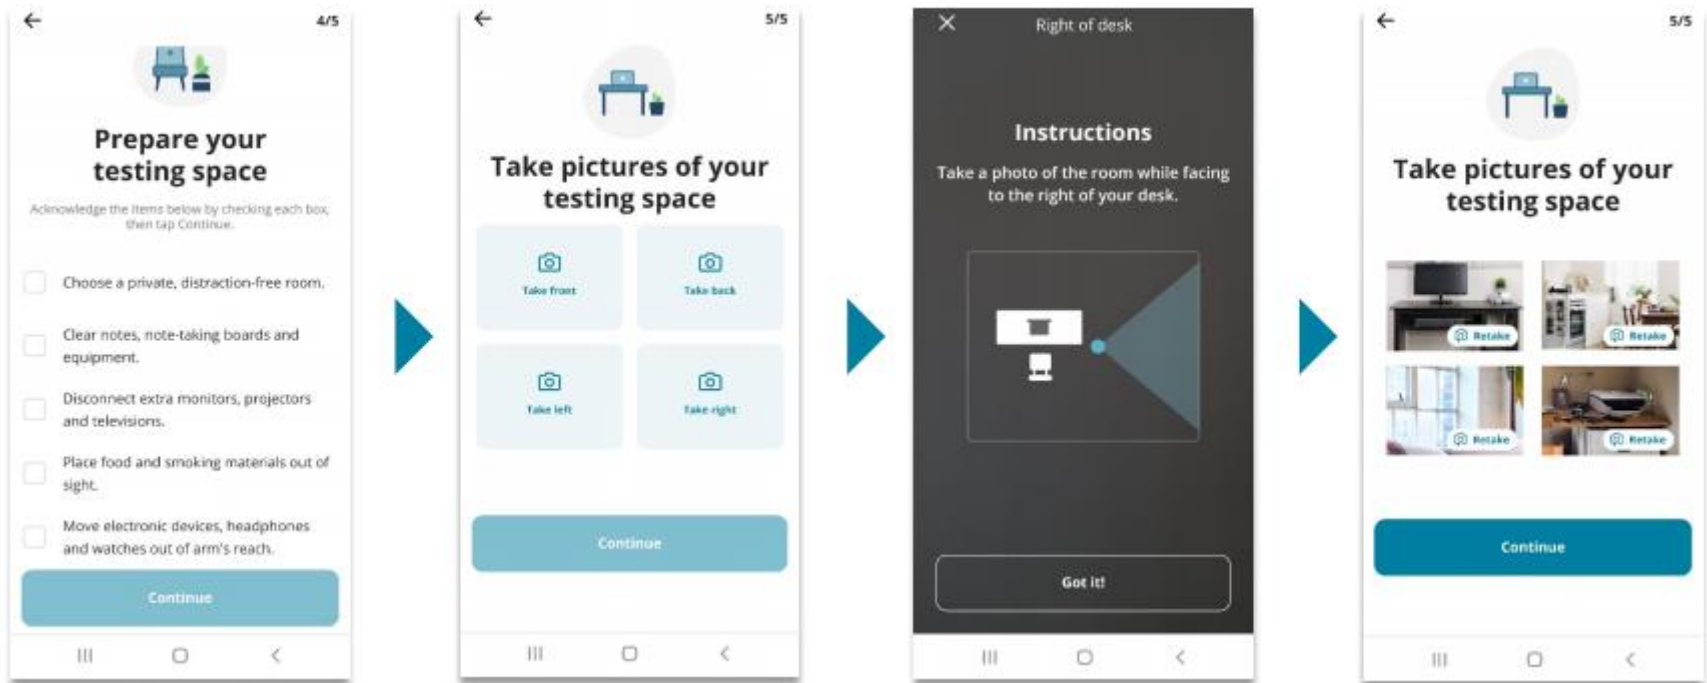 4/5
Prepare your
testing space
Acknowledge the items below by checking each box,
then tap Continue.
Choose a private, distraction-free room.
Clear notes, note-taking boards and
equipment.
Disconnect extra monitors, projectors
and televisions.
Place food and smoking materials out of
sight.
Move electronic devices, headphones
and watches out of arm's reach.
Continue
5/5
Take pictures of your
testing space
Take front
Take back
Take left
Take right
Continue
Right of desk
Instructions
Take a photo of the room while facing
to the right of your desk.
Got it!
5/5
Take pictures of your
testing space
Retake
Retake
Retake
Retake
Continue